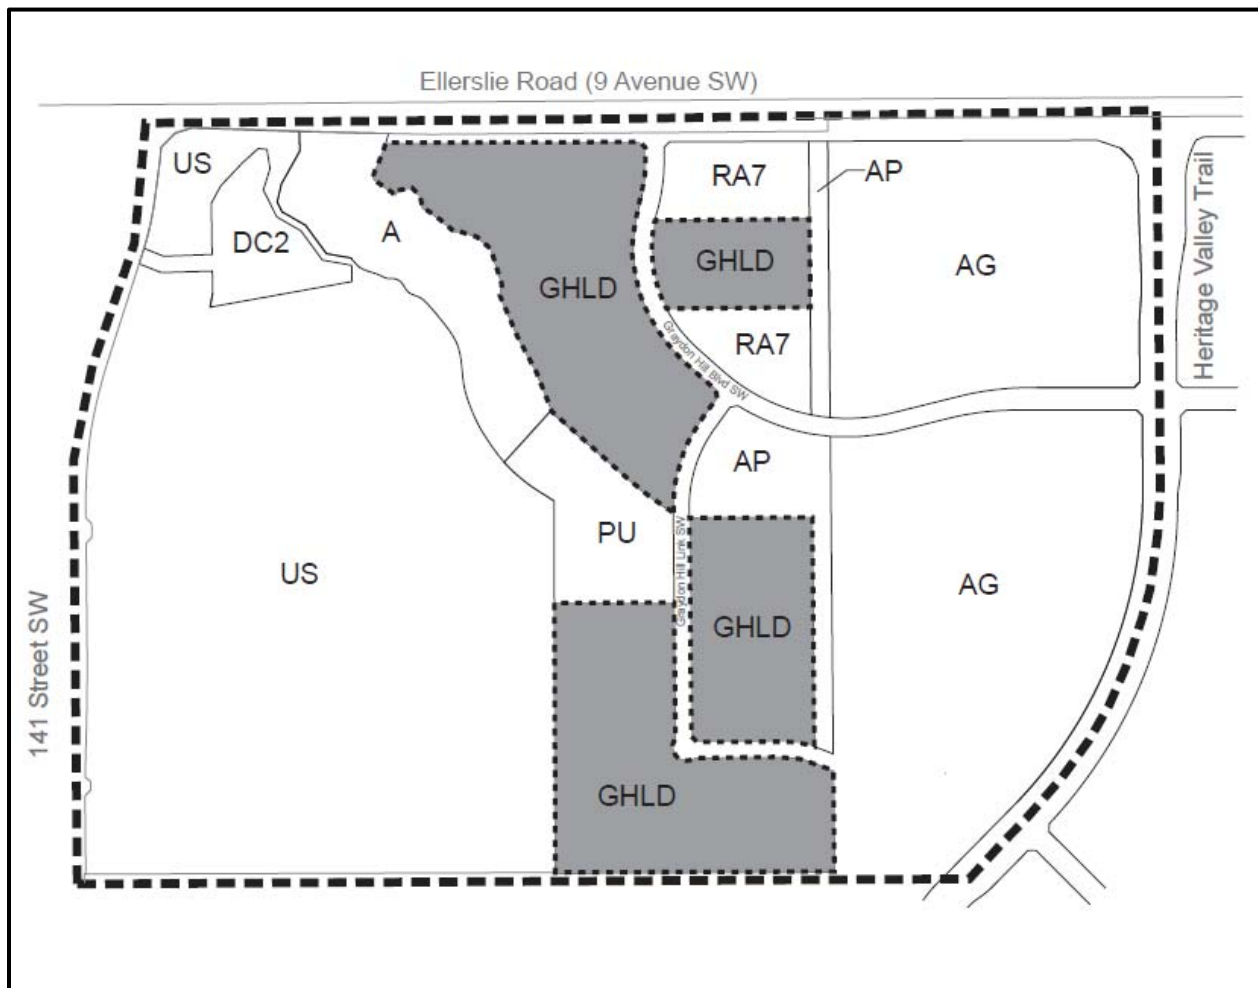 Ellerslie Road (9 Avenue SW)
US
RA7
AP
DC2
A
GHLD
GHLD
AG
Heritage Valley Trail
RA7
Graydon Hill Blvd SW
AP
PU
US
Graydon Hill Link SW
AG
GHLD
141 Street SW
GHLD